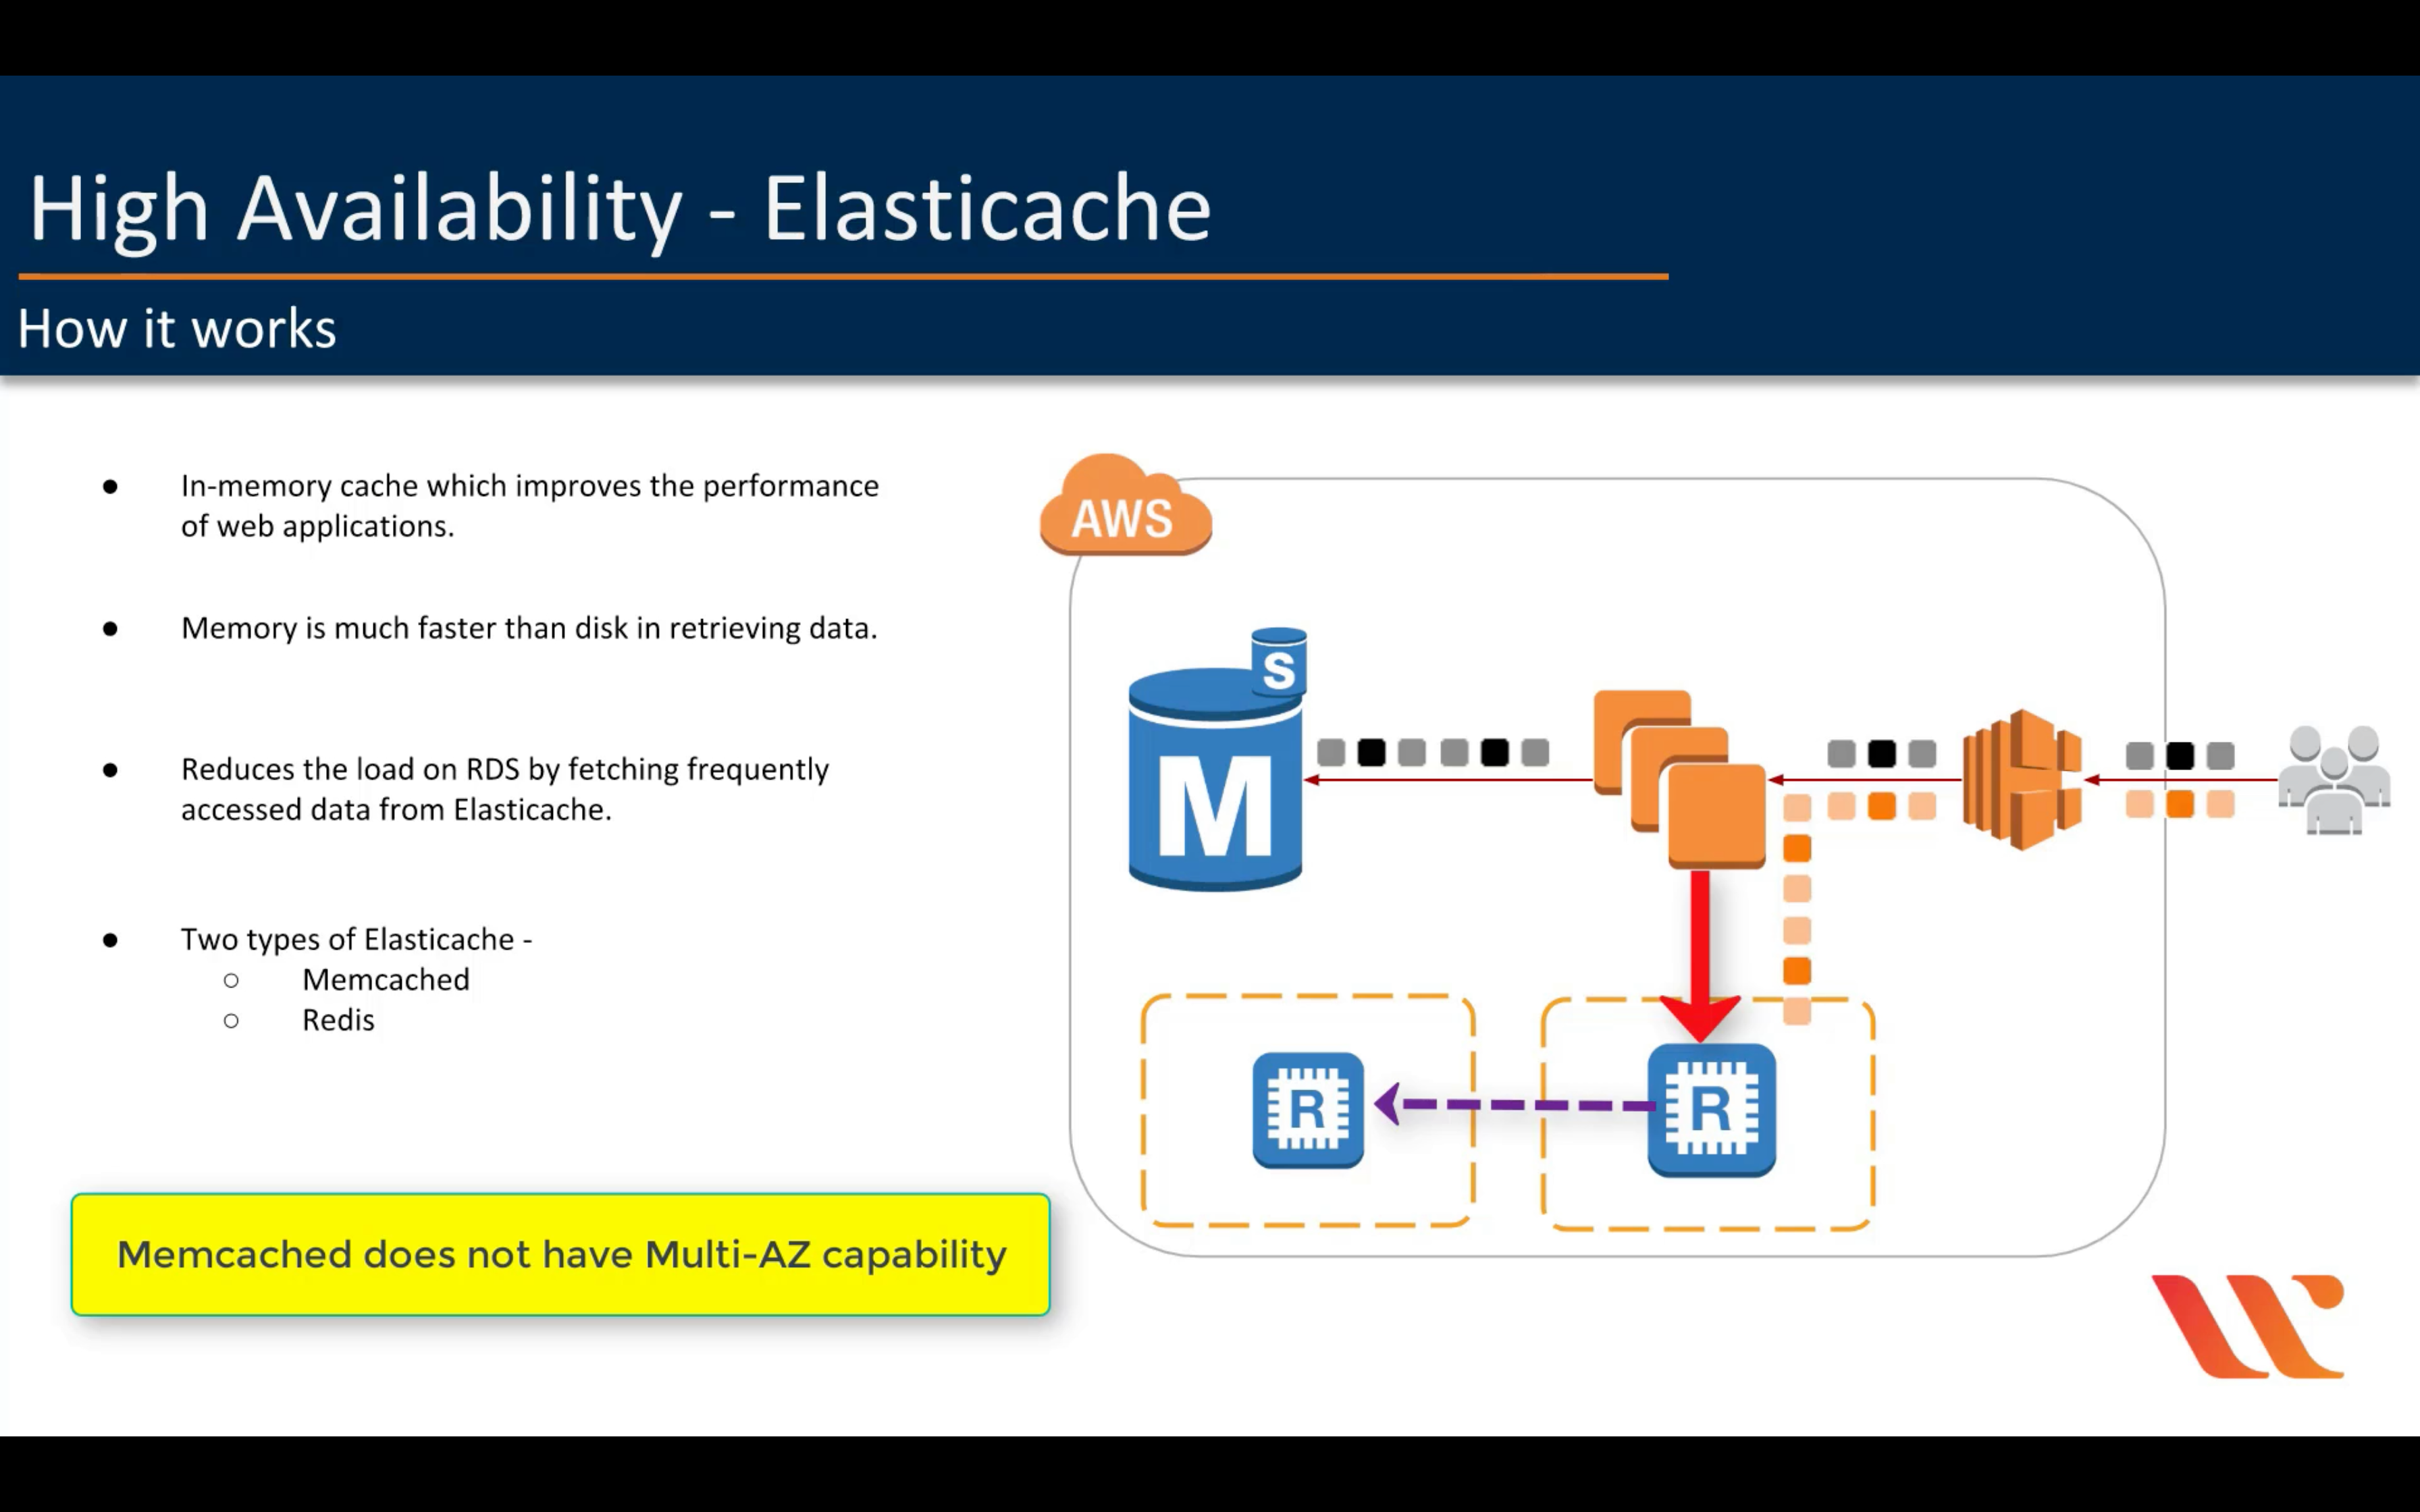 High Availability - Elasticache
How it works
● In-memory cache which improves the performance
of web applications.
● Memory is much faster than disk in retrieving data.
● Reduces the load on RDS by fetching frequently
accessed data from Elasticache.
● Two types of Elasticache -
○ Memcached
○ Redis
Memcached does not have Multi-AZ capability
AWS
S
M
R
R